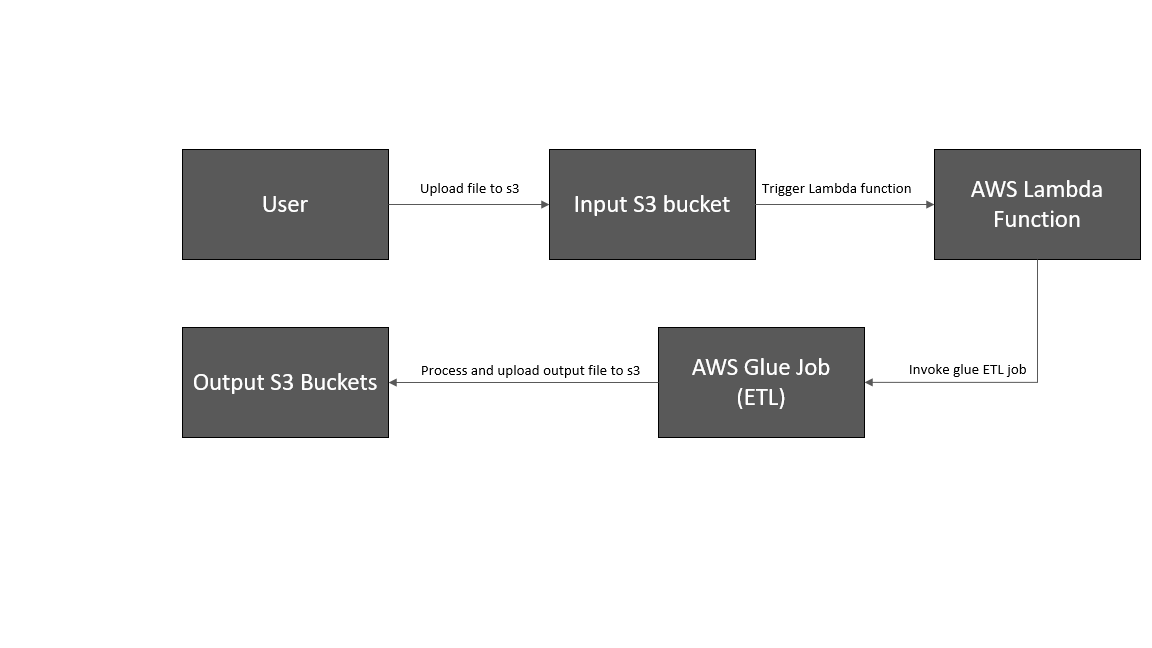 User
Upload file to s3
Input S3 bucket
Trigger Lambda function
AWS Lambda
Function
Invoke glue ETL job
AWS Glue Job
(ETL)
Process and upload output file to s3
Output S3 Buckets